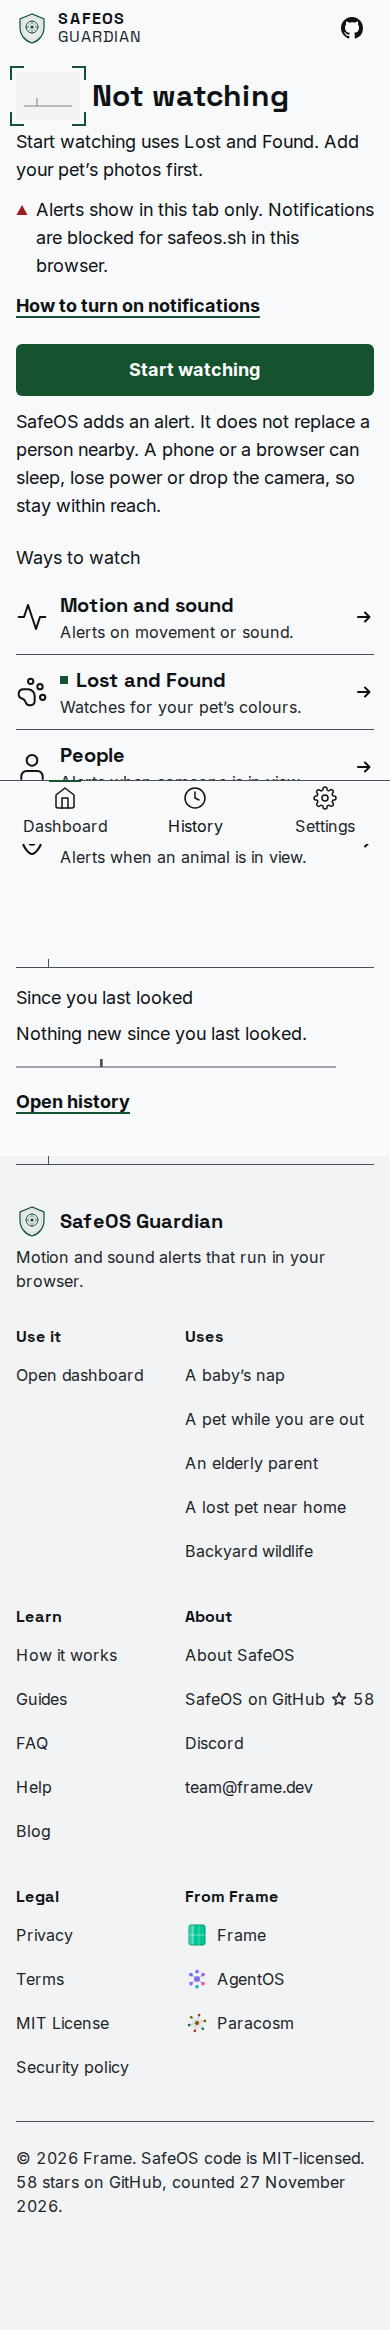 SAFEOS
GUARDIAN
Not watching
Start watching uses Lost and Found. Add
your pet’s photos first.
Alerts show in this tab only. Notifications
are blocked for safeos.sh in this
browser.
How to turn on notifications
Start watching
SafeOS adds an alert. It does not replace a
person nearby. A phone or a browser can
sleep, lose power or drop the camera, so
stay within reach.
Ways to watch
Motion and sound
Alerts on movement or sound.
Lost and Found
Watches for your pet’s colours.
People
Dashboard
History
Settings
Alerts when an animal is in view.
Since you last looked
Nothing new since you last looked.
Open history
SafeOS Guardian
Motion and sound alerts that run in your
browser.
Use it
Open dashboard
Uses
A baby’s nap
A pet while you are out
An elderly parent
A lost pet near home
Backyard wildlife
Learn
How it works
Guides
FAQ
Help
Blog
About
About SafeOS
SafeOS on GitHub ☆ 58
Discord
team@frame.dev
Legal
Privacy
Terms
MIT License
Security policy
From Frame
Frame
AgentOS
Paracosm
© 2026 Frame. SafeOS code is MIT-licensed.
58 stars on GitHub, counted 27 November
2026.